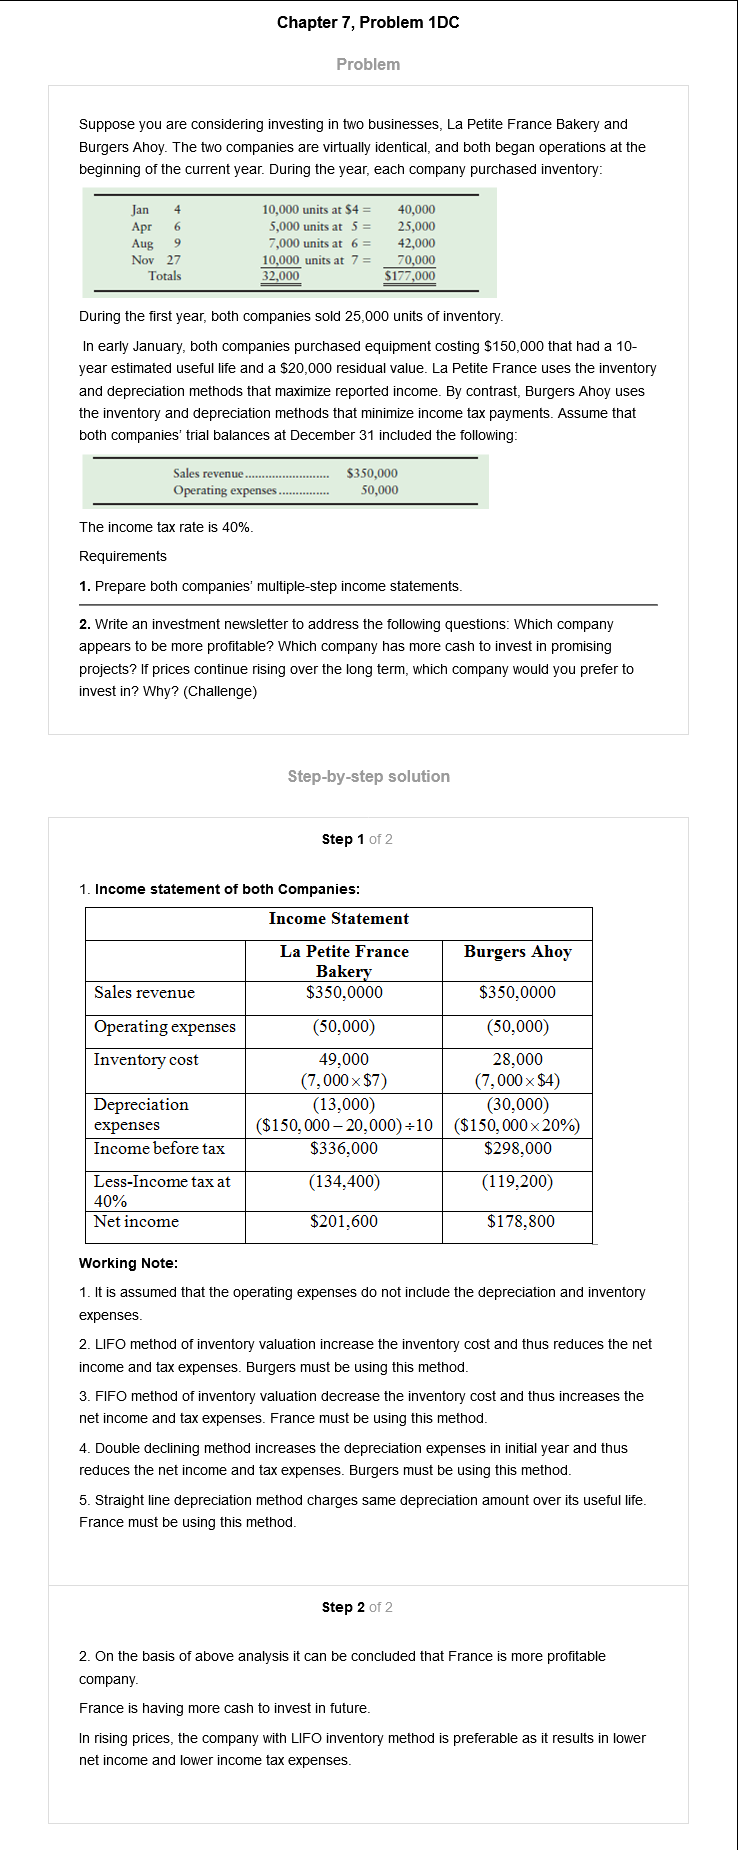 Chapter 7, Problem 1DC
Problem
Suppose you are considering investing in two businesses, La Petite France Bakery and
Burgers Ahoy. The two companies are virtually identical, and both began operations at the
beginning of the current year. During the year, each company purchased inventory:
Jan 4 10,000 units at $4 = 40,000
Apr 6 5,000 units at 5 = 25,000
Aug 9 7,000 units at 6 = 42,000
Nov 27 10,000 units at 7 = 70,000
Totals 32,000 $177,000
During the first year, both companies sold 25,000 units of inventory.
In early January, both companies purchased equipment costing $150,000 that had a 10-
year estimated useful life and a $20,000 residual value. La Petite France uses the inventory
and depreciation methods that maximize reported income. By contrast, Burgers Ahoy uses
the inventory and depreciation methods that minimize income tax payments. Assume that
both companies' trial balances at December 31 included the following:
Sales revenue.......................... $350,000
Operating expenses............... 50,000
The income tax rate is 40%.
Requirements
1. Prepare both companies' multiple-step income statements.
2. Write an investment newsletter to address the following questions: Which company
appears to be more profitable? Which company has more cash to invest in promising
projects? If prices continue rising over the long term, which company would you prefer to
invest in? Why? (Challenge)
Step-by-step solution
Step 1 of 2
1. Income statement of both Companies:
Income Statement
La Petite France Burgers Ahoy
Bakery
Sales revenue $350,0000 $350,0000
Operating expenses (50,000) (50,000)
Inventory cost 49,000 28,000
(7,000×$7) (7,000×$4)
Depreciation (13,000) (30,000)
expenses ($150,000−20,000)÷10 ($150,000×20%)
Income before tax $336,000 $298,000
Less-Income tax at (134,400) (119,200)
40%
Net income $201,600 $178,800
Working Note:
1. It is assumed that the operating expenses do not include the depreciation and inventory
expenses.
2. LIFO method of inventory valuation increase the inventory cost and thus reduces the net
income and tax expenses. Burgers must be using this method.
3. FIFO method of inventory valuation decrease the inventory cost and thus increases the
net income and tax expenses. France must be using this method.
4. Double declining method increases the depreciation expenses in initial year and thus
reduces the net income and tax expenses. Burgers must be using this method.
5. Straight line depreciation method charges same depreciation amount over its useful life.
France must be using this method.
Step 2 of 2
2. On the basis of above analysis it can be concluded that France is more profitable
company.
France is having more cash to invest in future.
In rising prices, the company with LIFO inventory method is preferable as it results in lower
net income and lower income tax expenses.